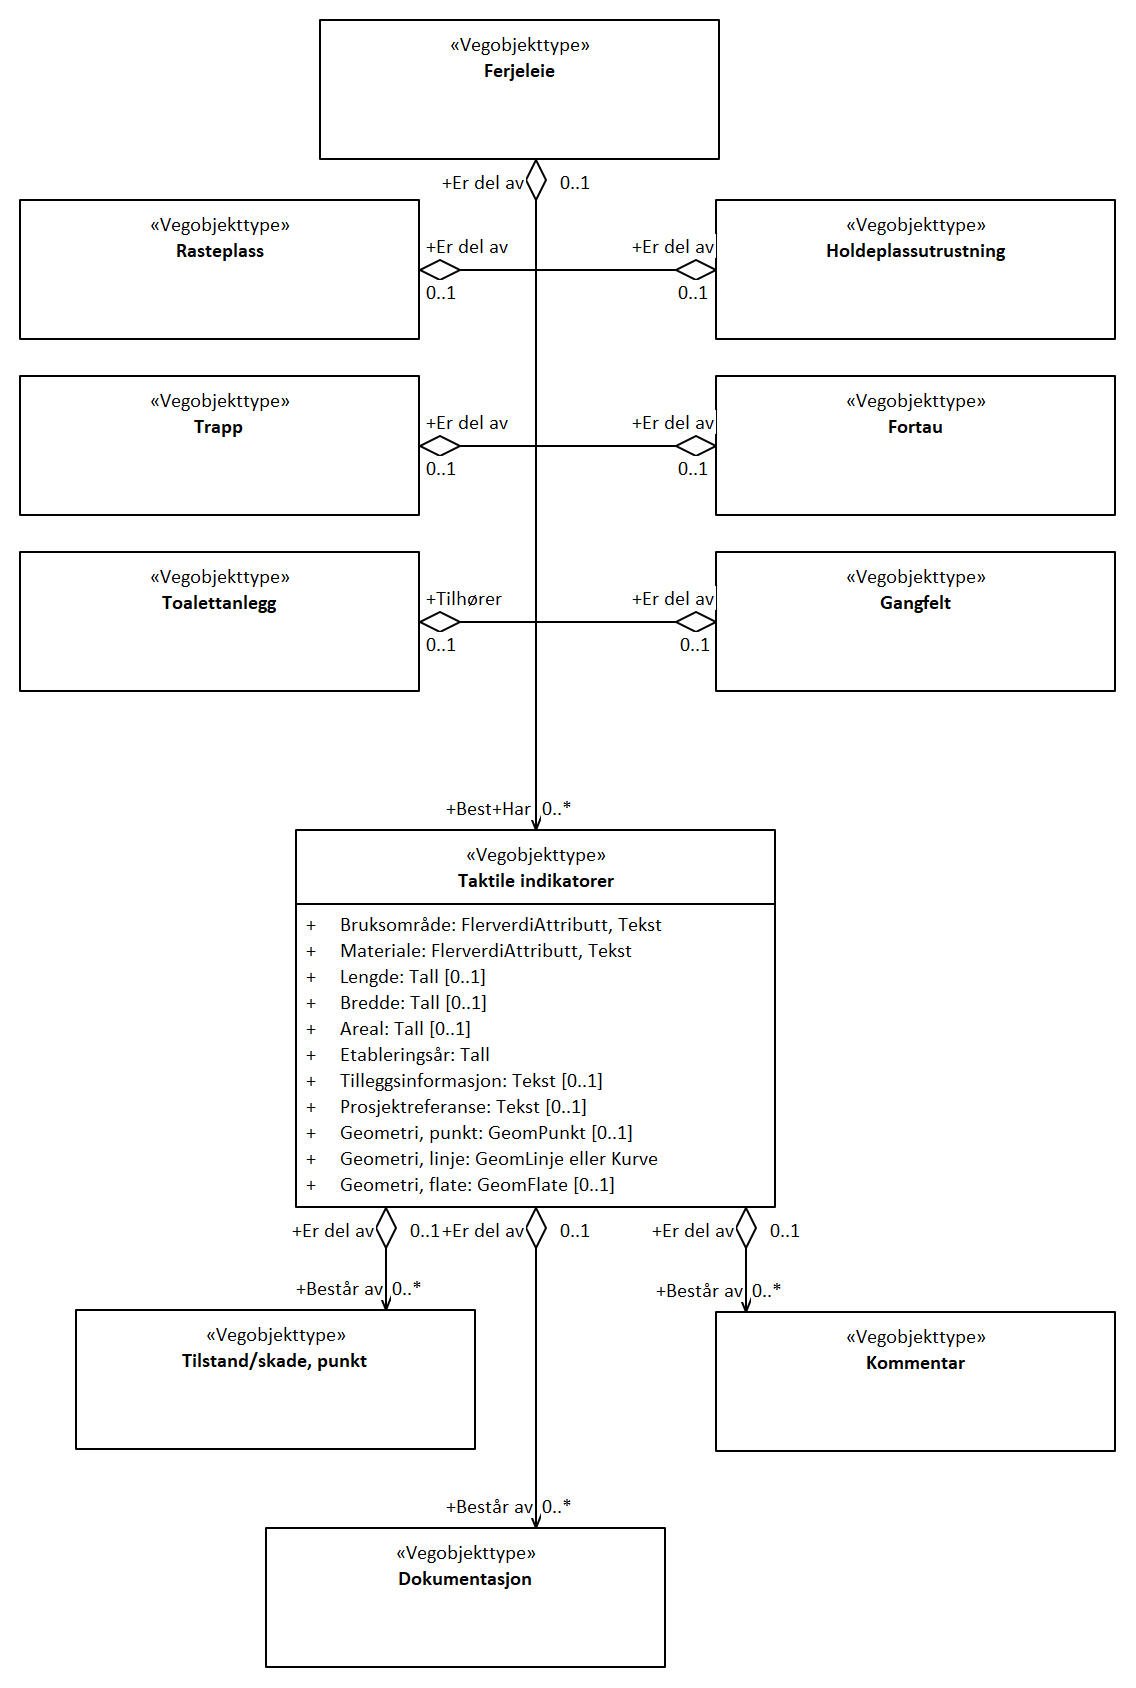 «Vegobjekttype»
Ferjeleie
+Er del av
0..1
«Vegobjekttype»
Rasteplass
+Er del av
0..1
+Er del av
0..1
«Vegobjekttype»
Holdeplassutrustning
«Vegobjekttype»
Trapp
+Er del av
0..1
+Er del av
0..1
«Vegobjekttype»
Fortau
«Vegobjekttype»
Toalettanlegg
+Tilhører
0..1
+Er del av
0..1
«Vegobjekttype»
Gangfelt
+Best+Har 0..*
«Vegobjekttype»
Taktile indikatorer
+ Bruksområde: FlerverdiAttributt, Tekst
+ Materiale: FlerverdiAttributt, Tekst
+ Lengde: Tall [0..1]
+ Bredde: Tall [0..1]
+ Areal: Tall [0..1]
+ Etableringsår: Tall
+ Tilleggsinformasjon: Tekst [0..1]
+ Prosjektreferanse: Tekst [0..1]
+ Geometri, punkt: GeomPunkt [0..1]
+ Geometri, linje: GeomLinje eller Kurve
+ Geometri, flate: GeomFlate [0..1]
+Er del av 0..1
+Er del av 0..1
+Er del av 0..1
+Består av 0..*
+Består av 0..*
«Vegobjekttype»
Tilstand/skade, punkt
«Vegobjekttype»
Kommentar
+Består av 0..*
«Vegobjekttype»
Dokumentasjon